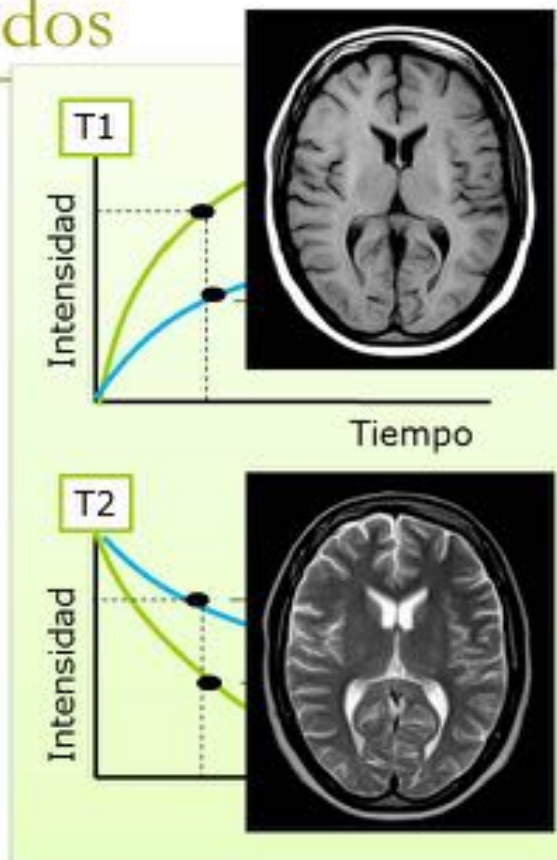 dos
T1
Intensidad
Tiempo
T2
Intensidad